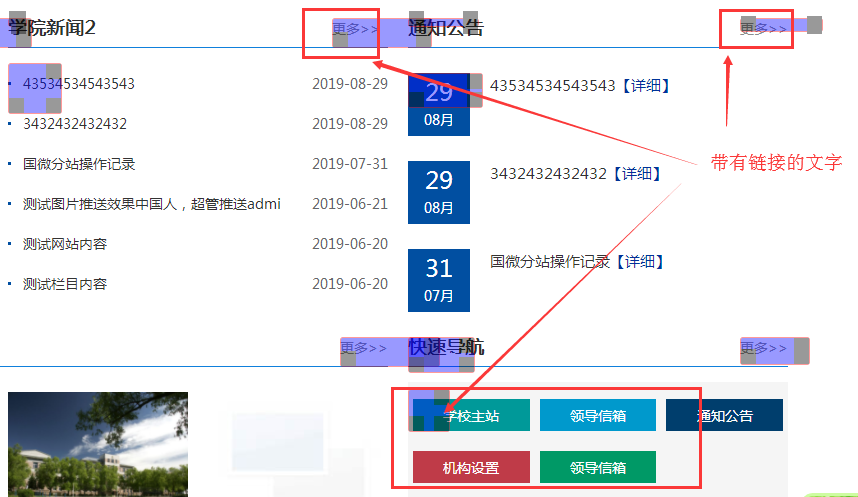 学院新闻2 更多>>
43534534543543 2019-08-29
3432432432432 2019-08-29
国微分站操作记录 2019-07-31
测试图片推送效果中国人，超管推送admi 2019-06-21
测试网站内容 2019-06-20
测试栏目内容 2019-06-20
通知公告 更多>>
29
08月
43534534543543【详细】
29
08月
3432432432432【详细】
31
07月
国微分站操作记录【详细】
带有链接的文字
更多>>
快速导航 更多>>
学校主站 领导信箱 通知公告
机构设置 领导信箱